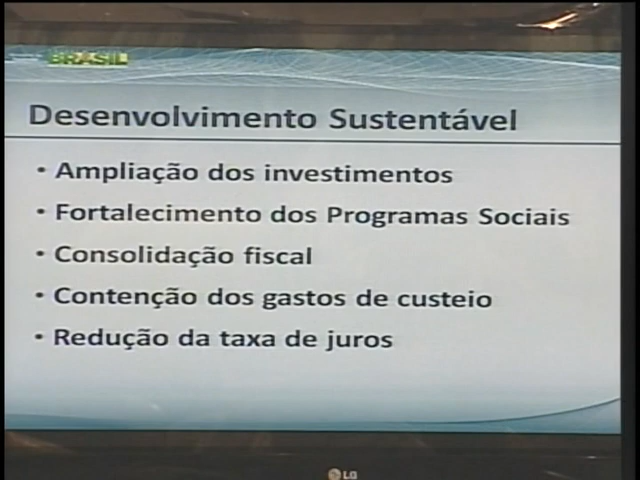 BRASIL
Desenvolvimento Sustentável
• Ampliação dos investimentos
• Fortalecimento dos Programas Sociais
• Consolidação fiscal
• Contenção dos gastos de custeio
• Redução da taxa de juros
LG